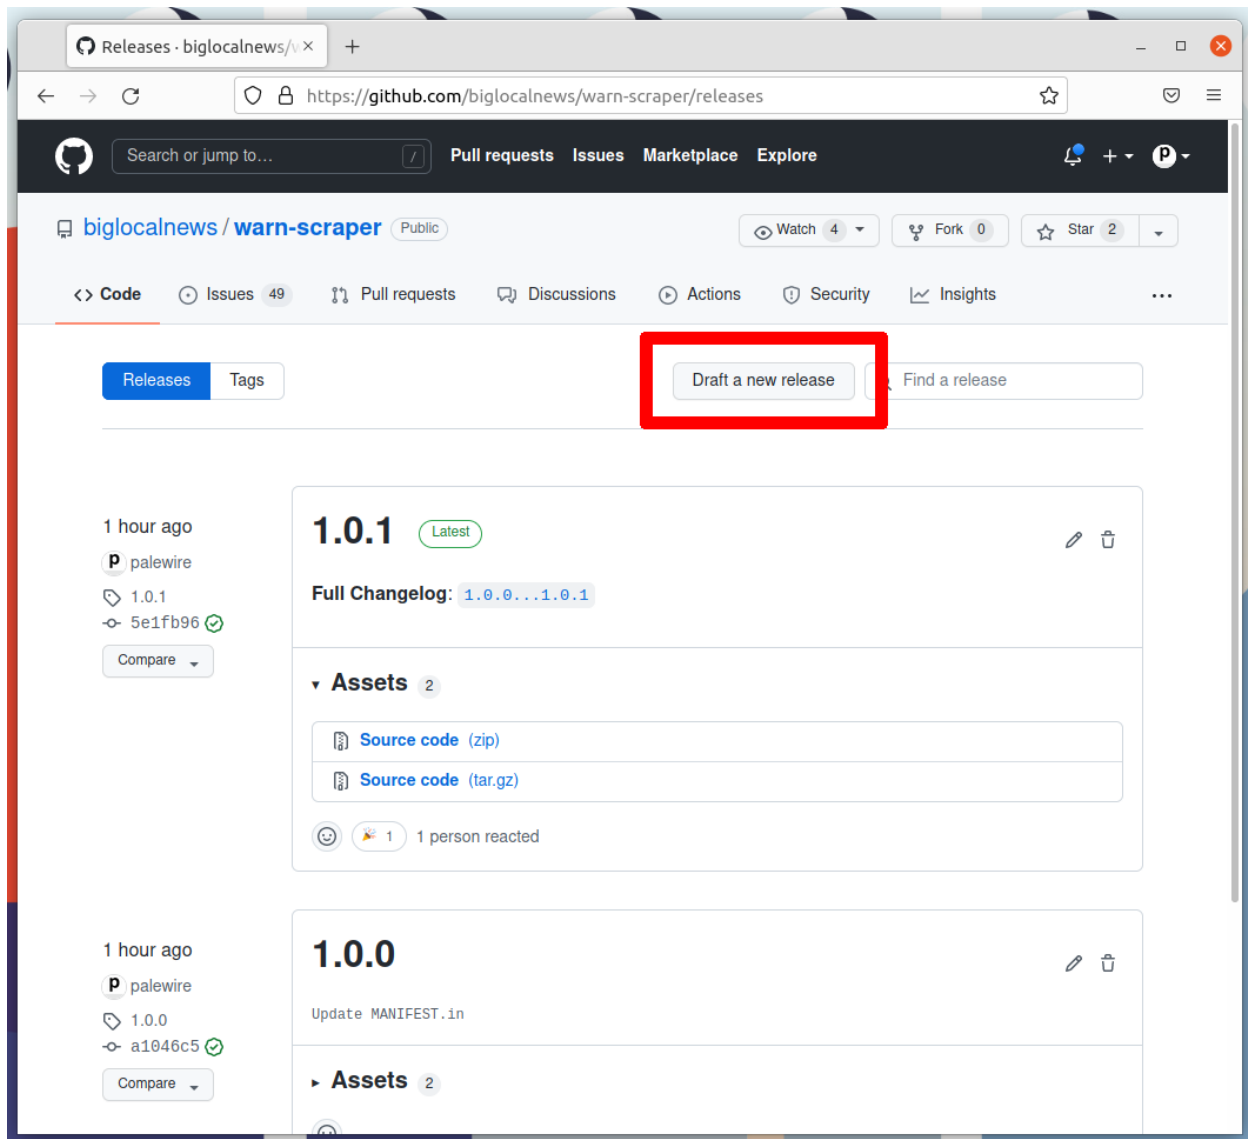 Releases · biglocalnews/w
https://github.com/biglocalnews/warn-scraper/releases
Search or jump to... / Pull requests Issues Marketplace Explore
biglocalnews / warn-scraper Public Watch 4 Fork 0 Star 2
<> Code Issues 49 Pull requests Discussions Actions Security Insights ...
Releases Tags Draft a new release Find a release
1 hour ago
palewire
1.0.1
5e1fb96
Compare
1.0.1 Latest
Full Changelog: 1.0.0...1.0.1
Assets 2
Source code (zip)
Source code (tar.gz)
1 1 person reacted
1 hour ago
palewire
1.0.0
a1046c5
Compare
1.0.0
Update MANIFEST.in
Assets 2